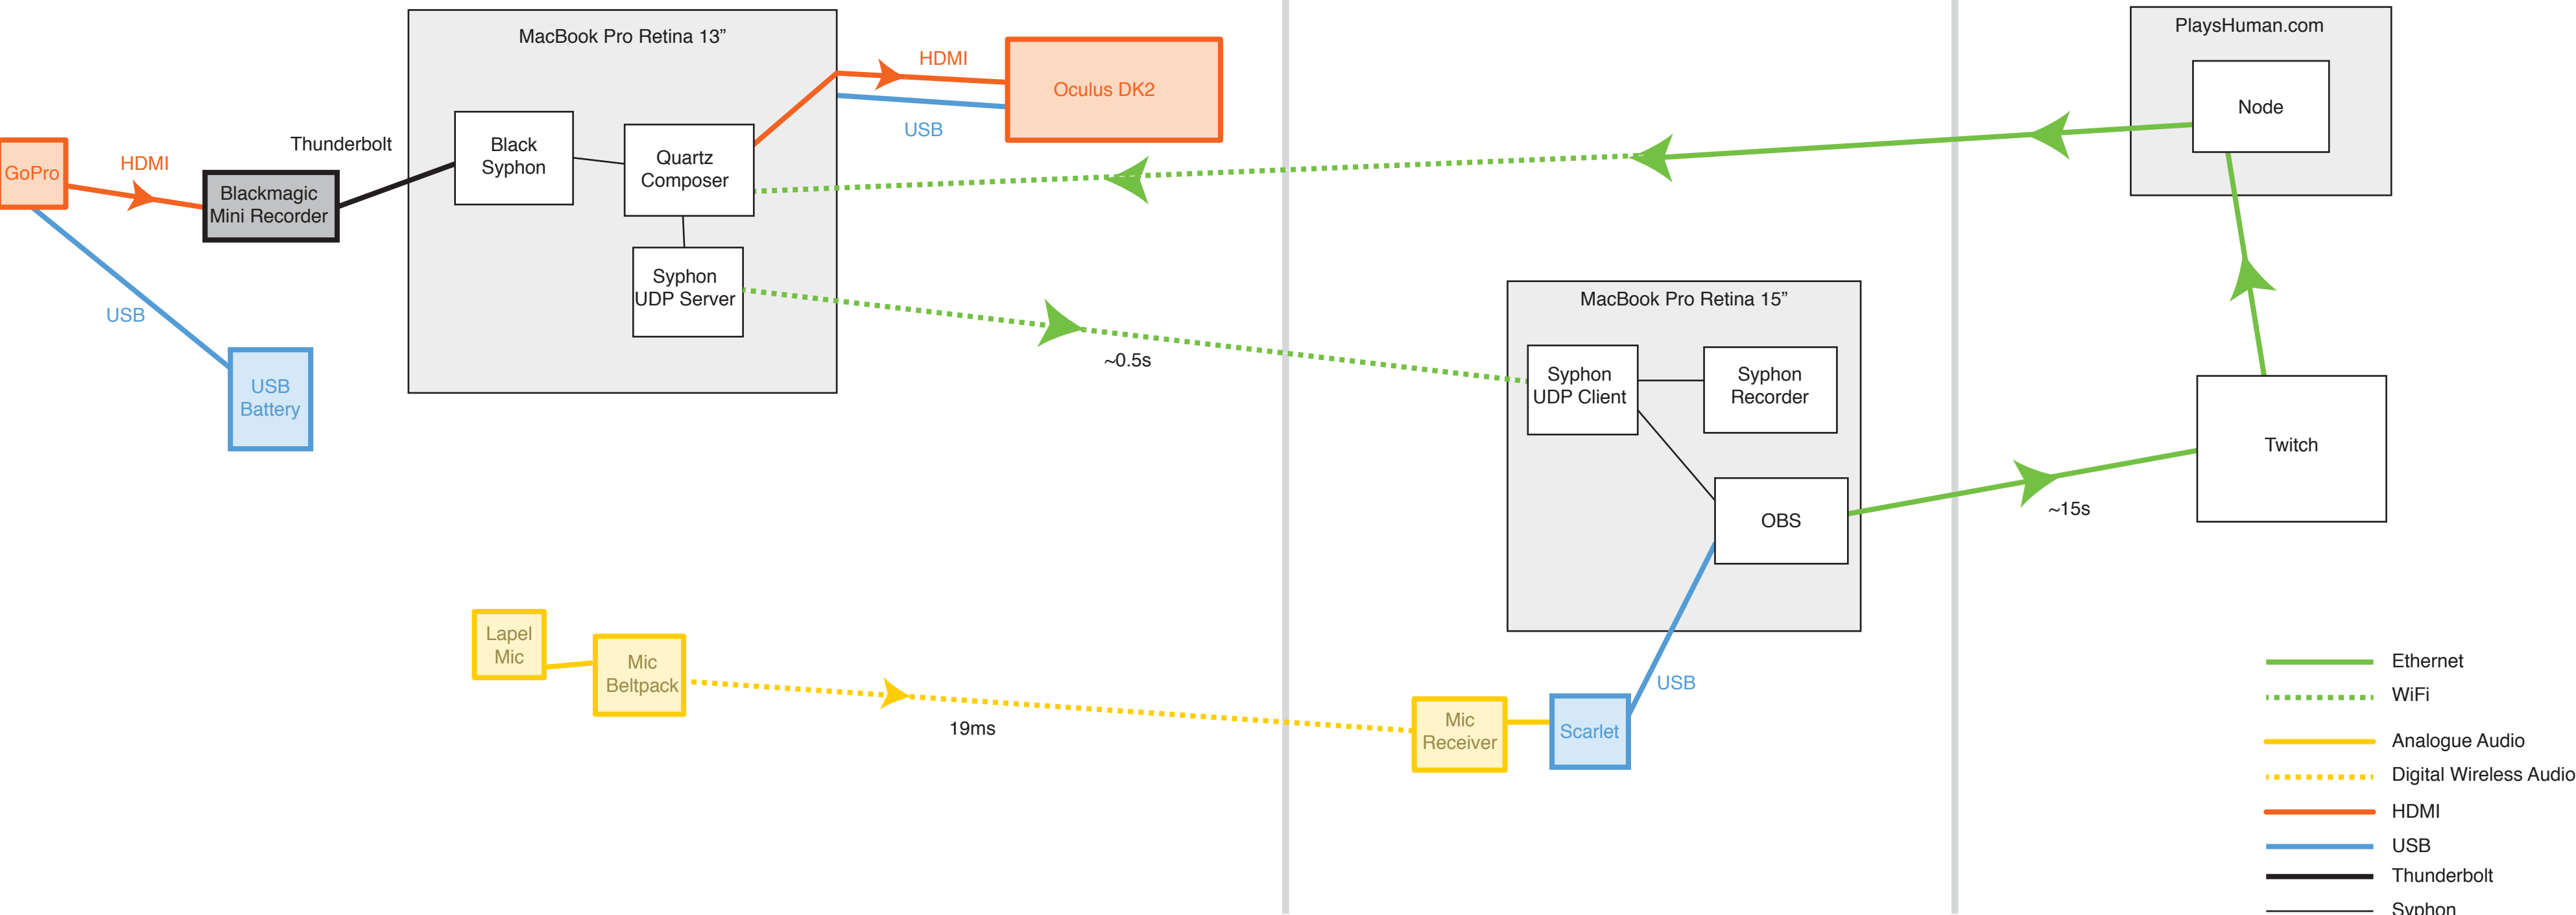 MacBook Pro Retina 13”
HDMI
Oculus DK2
USB
Thunderbolt
Black
Syphon
Quartz
Composer
GoPro
HDMI
Blackmagic
Mini Recorder
Syphon
UDP Server
USB
USB
Battery
~0.5s
PlaysHuman.com
Node
MacBook Pro Retina 15”
Syphon
UDP Client
Syphon
Recorder
OBS
~15s
Twitch
Lapel
Mic
Mic
Beltpack
19ms
Mic
Receiver
Scarlet
USB
Ethernet
WiFi
Analogue Audio
Digital Wireless Audio
HDMI
USB
Thunderbolt
Syphon